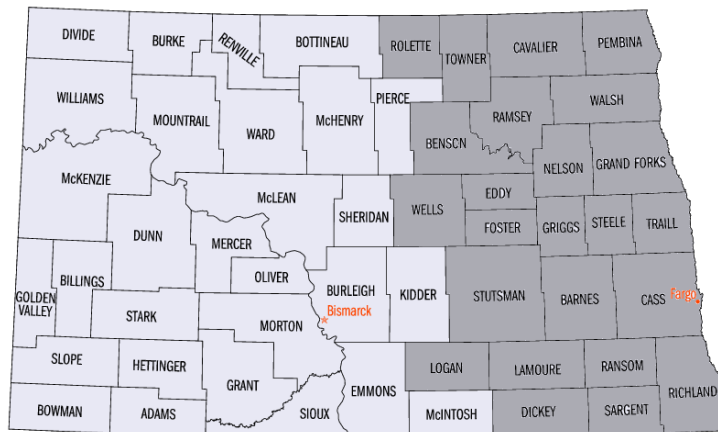 DIVIDE
BURKE
RENVILLE
BOTTINEAU
ROLETTE
TOWNER
CAVALIER
PEMBINA
WILLIAMS
MOUNTRAIL
WARD
McHENRY
PIERCE
BENSCN
RAMSEY
WALSH
McKENZIE
NELSON
GRAND FORKS
McLEAN
SHERIDAN
WELLS
EDDY
FOSTER
GRIGGS
STEELE
TRAILL
DUNN
MERCER
OLIVER
BILLINGS
GOLDEN
VALLEY
STARK
MORTON
BURLEIGH
Bismarck
KIDDER
STUTSMAN
BARNES
CASS
Fargo
SLOPE
HETTINGER
GRANT
EMMONS
LOGAN
LAMOURE
RANSOM
RICHLAND
BOWMAN
ADAMS
SIOUX
McINTOSH
DICKEY
SARGENT